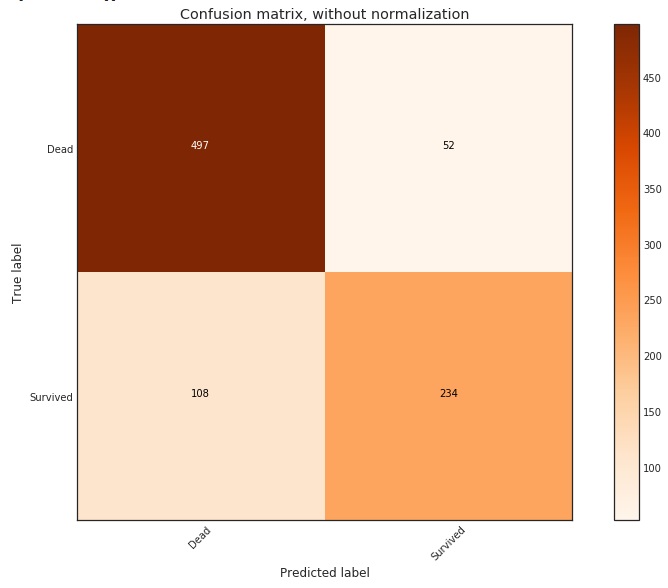 Confusion matrix, without normalization
Dead
497
52
Survived
108
234
True label
Dead
Survived
Predicted label
450
400
350
300
250
200
150
100